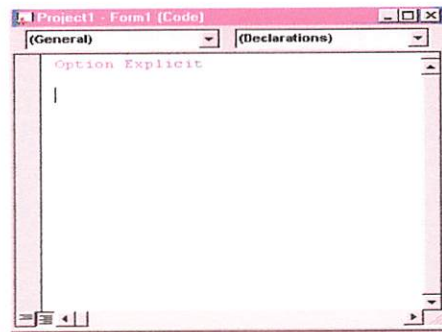 Project1 - Form1 (Code)
(General) (Declarations)
Option Explicit